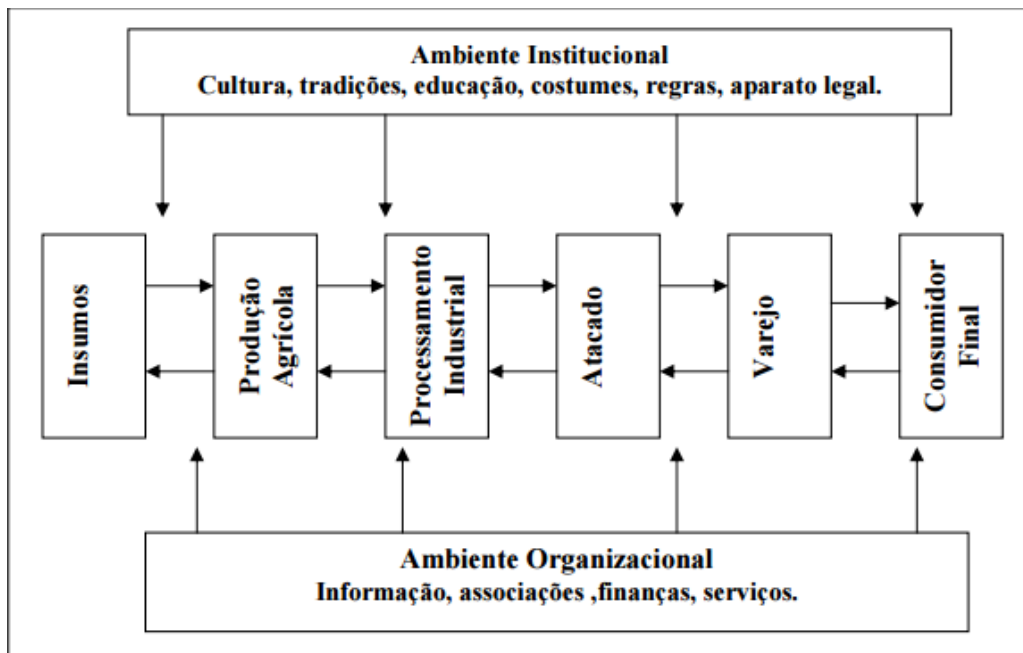 Ambiente Institucional
Cultura, tradições, educação, costumes, regras, aparato legal.
Insumos
Produção
Agrícola
Processamento
Industrial
Atacado
Varejo
Consumidor
Final
Ambiente Organizacional
Informação, associações ,finanças, serviços.